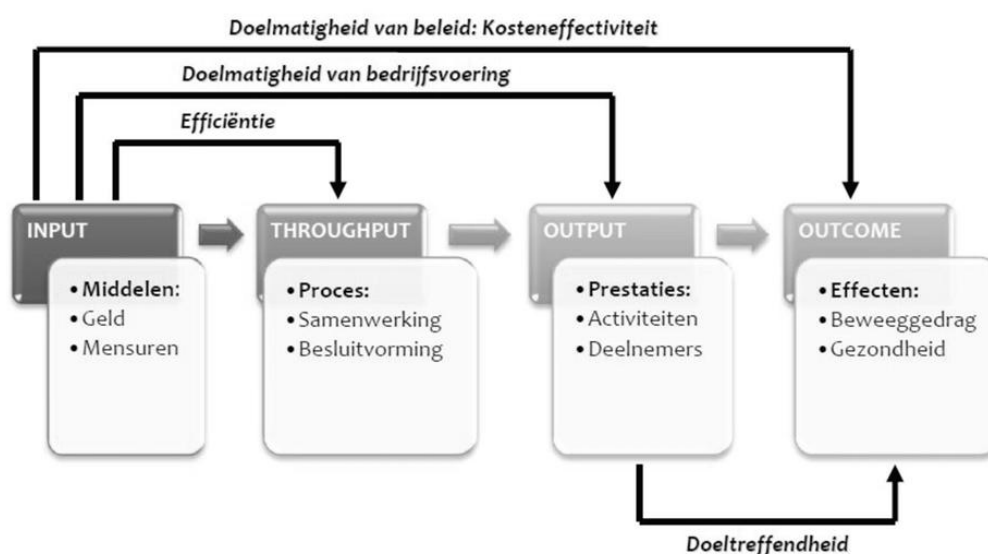 Doelmatigheid van beleid: Kosteneffectiviteit
Doelmatigheid van bedrijfsvoering
Efficiëntie
INPUT
• Middelen:
• Geld
• Mensuren
THROUGHPUT
• Proces:
• Samenwerking
• Besluitvorming
OUTPUT
• Prestaties:
• Activiteiten
• Deelnemers
OUTCOME
• Effecten:
• Beweeggedrag
• Gezondheid
Doeltreffendheid